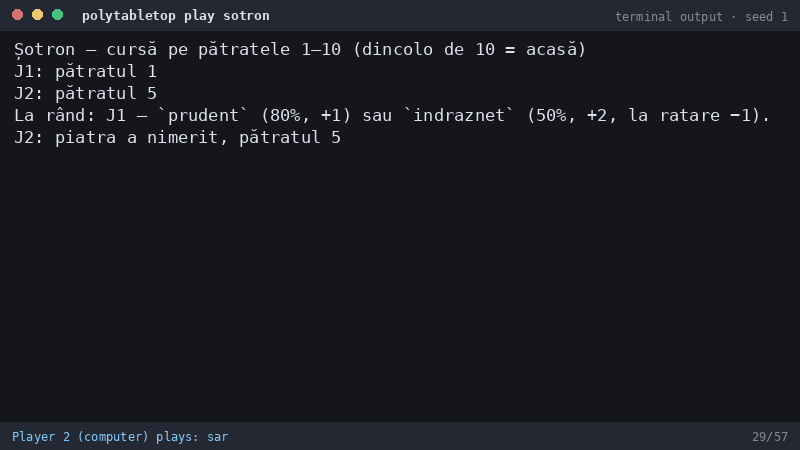 polytabletop play sotron
terminal output · seed 1
Șotron — cursă pe pătratele 1–10 (dincolo de 10 = acasă)
J1: pătratul 1
J2: pătratul 5
La rând: J1 — `prudent` (80%, +1) sau `indraznet` (50%, +2, la ratare −1).
J2: piatra a nimerit, pătratul 5
Player 2 (computer) plays: sar
29/57